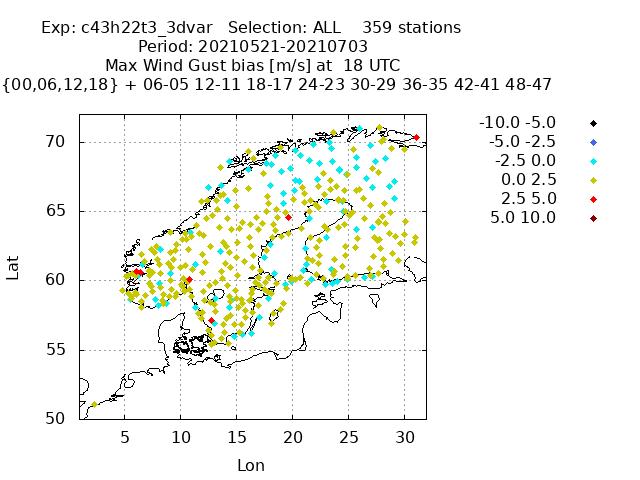 Exp: c43h22t3_3dvar Selection: ALL 359 stations
Period: 20210521-20210703
Max Wind Gust bias [m/s] at 18 UTC
{00,06,12,18} + 06-05 12-11 18-17 24-23 30-29 36-35 42-41 48-47
-10.0 -5.0
-5.0 -2.5
-2.5 0.0
0.0 2.5
2.5 5.0
5.0 10.0
70
65
60
55
50
Lat
5 10 15 20 25 30
Lon